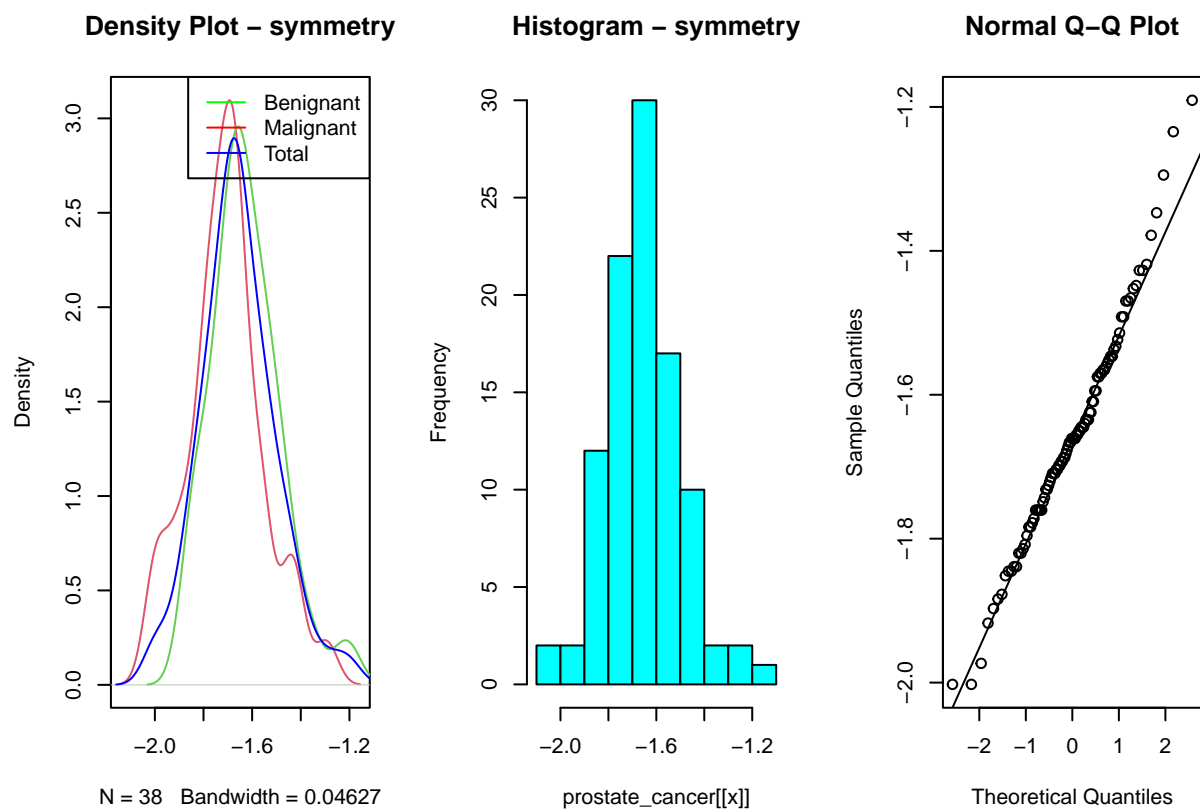 Density Plot − symmetry
Benignant
Malignant
Total
Density
0.0
0.5
1.0
1.5
2.0
2.5
3.0
−2.0
−1.6
−1.2
N = 38   Bandwidth = 0.04627
Histogram − symmetry
Frequency
0
5
10
15
20
25
30
−2.0
−1.6
−1.2
prostate_cancer[[x]]
Normal Q−Q Plot
Sample Quantiles
−2.0
−1.8
−1.6
−1.4
−1.2
−2
−1
0
1
2
Theoretical Quantiles